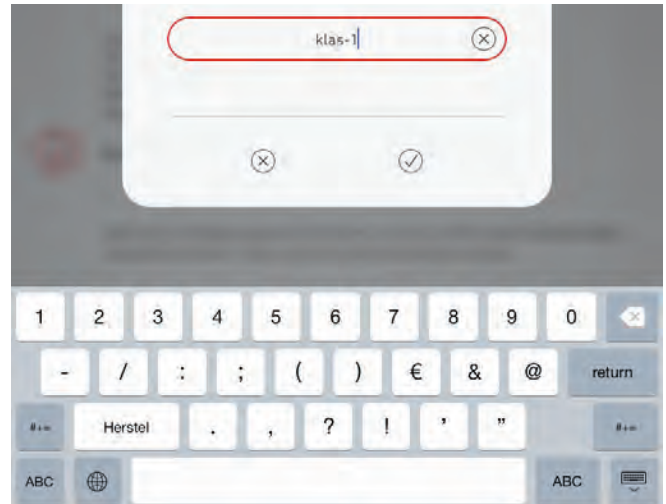 klas-1
1 2 3 4 5 6 7 8 9 0
- / : ; ( ) € & @ return
#+= Herstel . , ? ! ’ ” #+=
ABC ABC